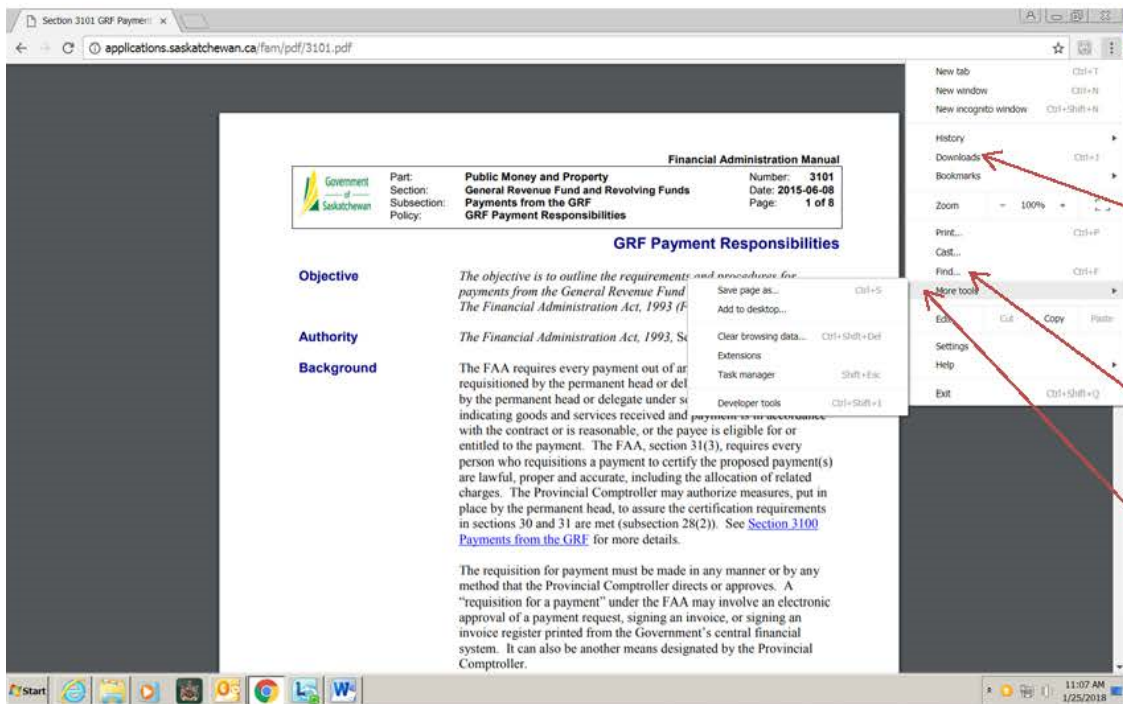 Section 3101 GRF Paymen
applications.saskatchewan.ca/fam/pdf/3101.pdf
New tab Ctrl+T
New window Ctrl+N
New incognito window Ctrl+Shift+N
History
Downloads Ctrl+J
Bookmarks
Zoom - 100% +
Print... Ctrl+P
Cast...
Find... Ctrl+F
More tools
Edit Cut Copy Paste
Settings
Help
Exit Ctrl+Shift+Q
Save page as... Ctrl+S
Add to desktop...
Clear browsing data... Ctrl+Shift+Del
Extensions
Task manager Shift+Esc
Developer tools Ctrl+Shift+I
Financial Administration Manual
Government of Saskatchewan
Part: Public Money and Property Number: 3101
Section: General Revenue Fund and Revolving Funds Date: 2015-06-08
Subsection: Payments from the GRF Page: 1 of 8
Policy: GRF Payment Responsibilities
GRF Payment Responsibilities
Objective The objective is to outline the requirements and procedures for
payments from the General Revenue Fund
The Financial Administration Act, 1993 (F
Authority The Financial Administration Act, 1993, Se
Background The FAA requires every payment out of an
requisitioned by the permanent head or del
by the permanent head or delegate under s
indicating goods and services received and payment is in accordance
with the contract or is reasonable, or the payee is eligible for or
entitled to the payment. The FAA, section 31(3), requires every
person who requisitions a payment to certify the proposed payment(s)
are lawful, proper and accurate, including the allocation of related
charges. The Provincial Comptroller may authorize measures, put in
place by the permanent head, to assure the certification requirements
in sections 30 and 31 are met (subsection 28(2)). See Section 3100
Payments from the GRF for more details.
The requisition for payment must be made in any manner or by any
method that the Provincial Comptroller directs or approves. A
“requisition for a payment” under the FAA may involve an electronic
approval of a payment request, signing an invoice, or signing an
invoice register printed from the Government’s central financial
system. It can also be another means designated by the Provincial
Comptroller.
Start
11:07 AM
1/25/2018